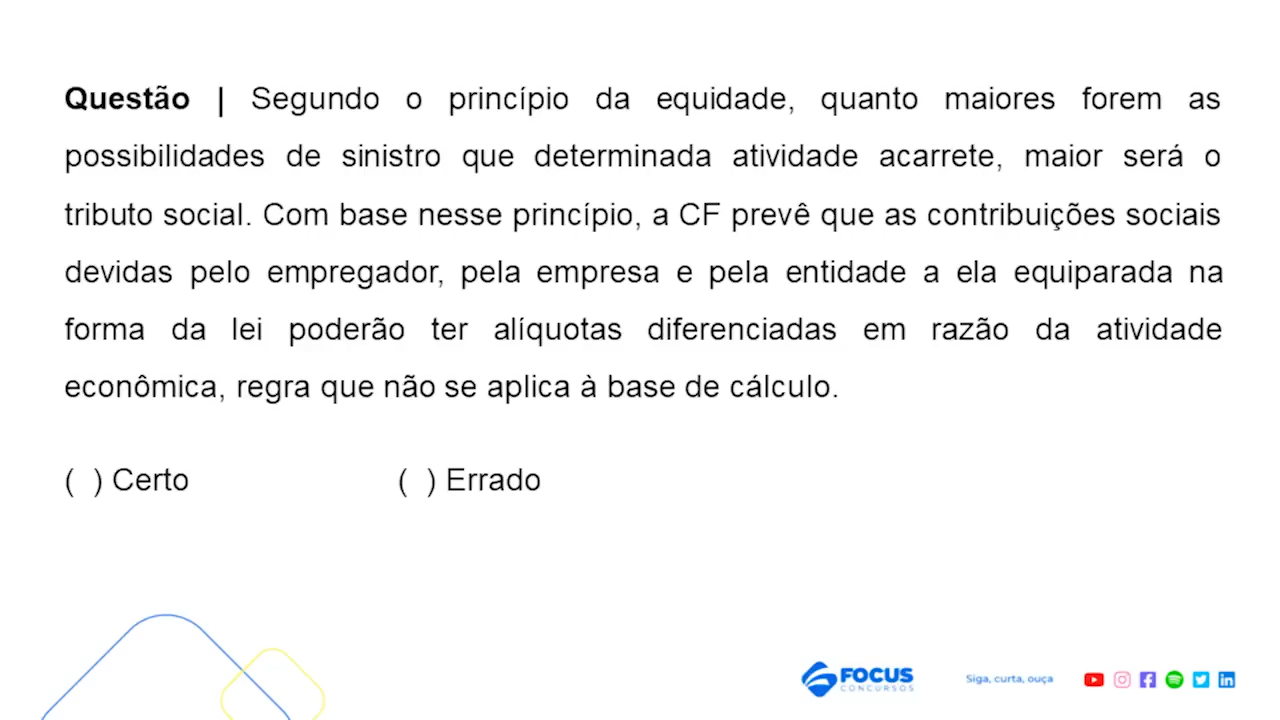 Questão | Segundo o princípio da equidade, quanto maiores forem as
possibilidades de sinistro que determinada atividade acarrete, maior será o
tributo social. Com base nesse princípio, a CF prevê que as contribuições sociais
devidas pelo empregador, pela empresa e pela entidade a ela equiparada na
forma da lei poderão ter alíquotas diferenciadas em razão da atividade
econômica, regra que não se aplica à base de cálculo.
( ) Certo ( ) Errado
FOCUS
CONCURSOS
Siga, curta, ouça